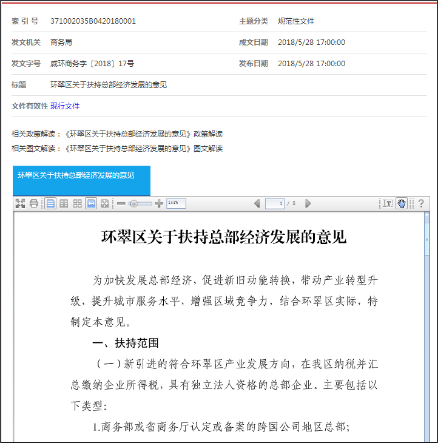 索 引 号 371002035B0420180001 主题分类 规范性文件
发文机关 商务局 成文日期 2018/5/28 17:00:00
发文字号 威环商务字〔2018〕17号 发布日期 2018/5/28 17:00:00
标题 环翠区关于扶持总部经济发展的意见
文件有效性 现行文件
相关政策解读：《环翠区关于扶持总部经济发展的意见》政策解读
相关图文解读：《环翠区关于扶持总部经济发展的意见》图文解读
环翠区关于扶持总部经济发展的意见
环翠区关于扶持总部经济发展的意见
为加快发展总部经济，促进新旧动能转换，带动产业转型升
级，提升城市服务水平，增强区域竞争力，结合环翠区实际，特
制定本意见。
一、扶持范围
（一）新引进的符合环翠区产业发展方向，在我区纳税并汇
总缴纳企业所得税，具有独立法人资格的总部企业。主要包括以
下类型：
1.商务部或省商务厅认定或备案的跨国公司地区总部；